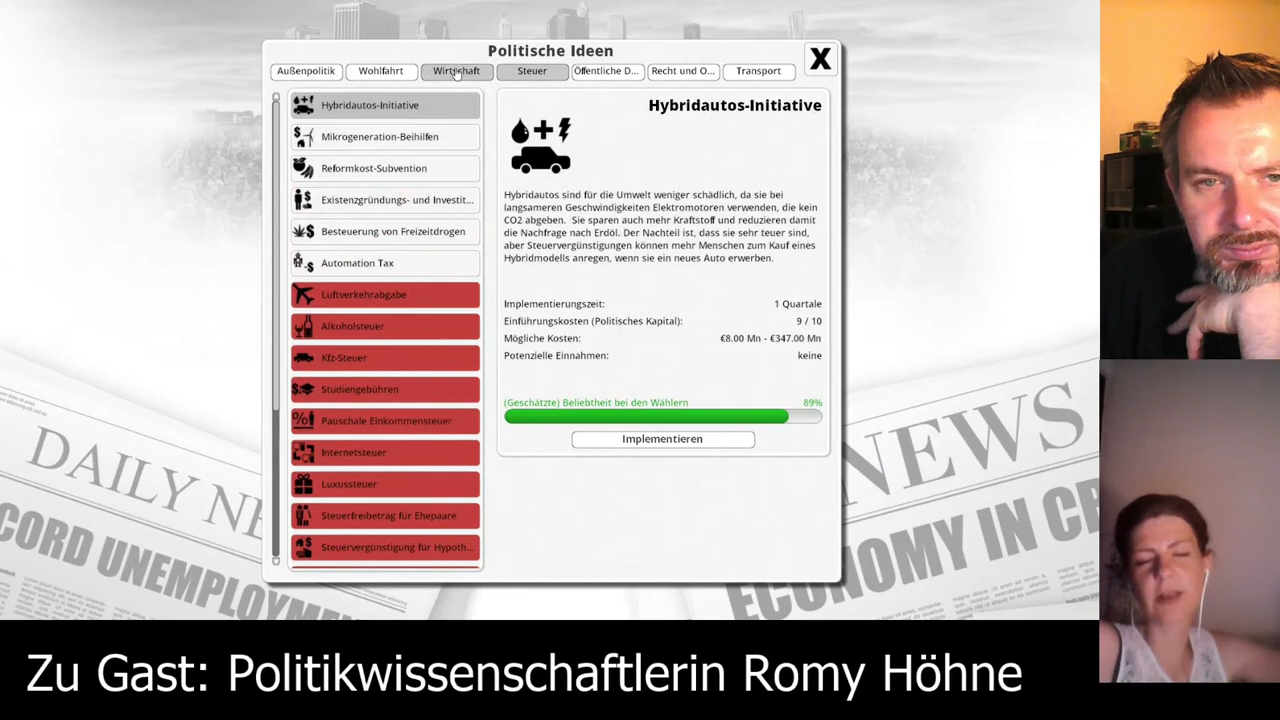 Politische Ideen
X
Außenpolitik
Wohlfahrt
Wirtschaft
Steuer
Öffentliche D...
Recht und O...
Transport
Hybridautos-Initiative
Mikrogeneration-Beihilfen
Reformkost-Subvention
Existenzgründungs- und Investit...
Besteuerung von Freizeitdrogen
Automation Tax
Luftverkehrabgabe
Alkoholsteuer
Kfz-Steuer
Studiengebühren
Pauschale Einkommensteuer
Internetsteuer
Luxussteuer
Steuerfreibetrag für Ehepaare
Steuervergünstigung für Hypoth...
Hybridautos-Initiative
Hybridautos sind für die Umwelt weniger schädlich, da sie bei
langsameren Geschwindigkeiten Elektromotoren verwenden, die kein
CO2 abgeben. Sie sparen auch mehr Kraftstoff und reduzieren damit
die Nachfrage nach Erdöl. Der Nachteil ist, dass sie sehr teuer sind,
aber Steuervergünstigungen können mehr Menschen zum Kauf eines
Hybridmodells anregen, wenn sie ein neues Auto erwerben.
Implementierungszeit: 1 Quartale
Einführungskosten (Politisches Kapital): 9 / 10
Mögliche Kosten: €8.00 Mn - €347.00 Mn
Potenzielle Einnahmen: keine
(Geschätzte) Beliebtheit bei den Wählern 89%
Implementieren
DAILY NE
CORD UNEMPLOYM
NEWS
ECONOMY IN CR
Zu Gast: Politikwissenschaftlerin Romy Höhne